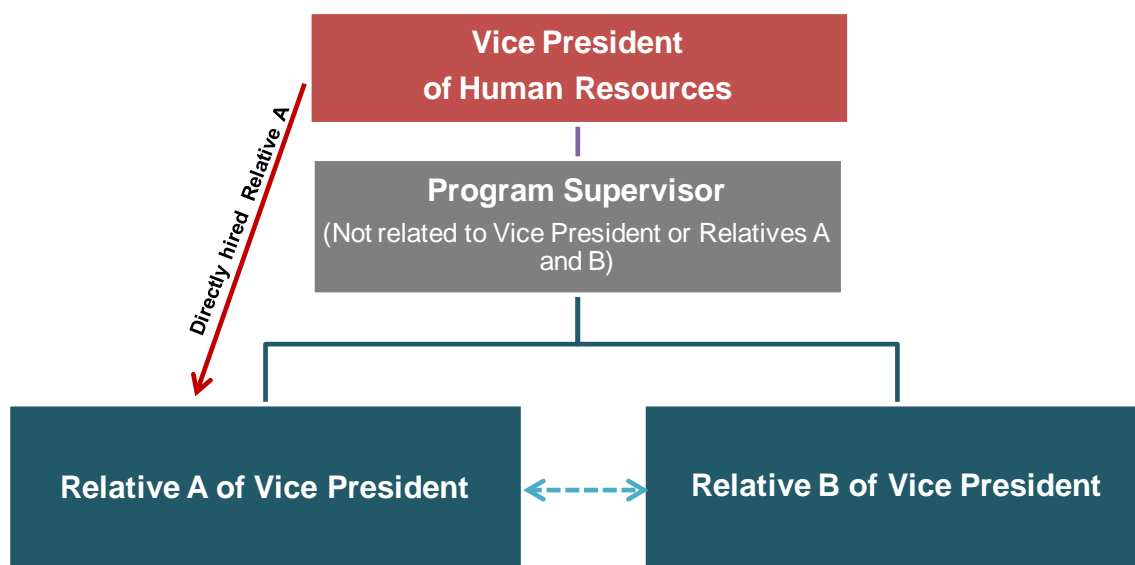 Vice President
of Human Resources
Directly hired Relative A
Program Supervisor
(Not related to Vice President or Relatives A
and B)
Relative A of Vice President
Relative B of Vice President